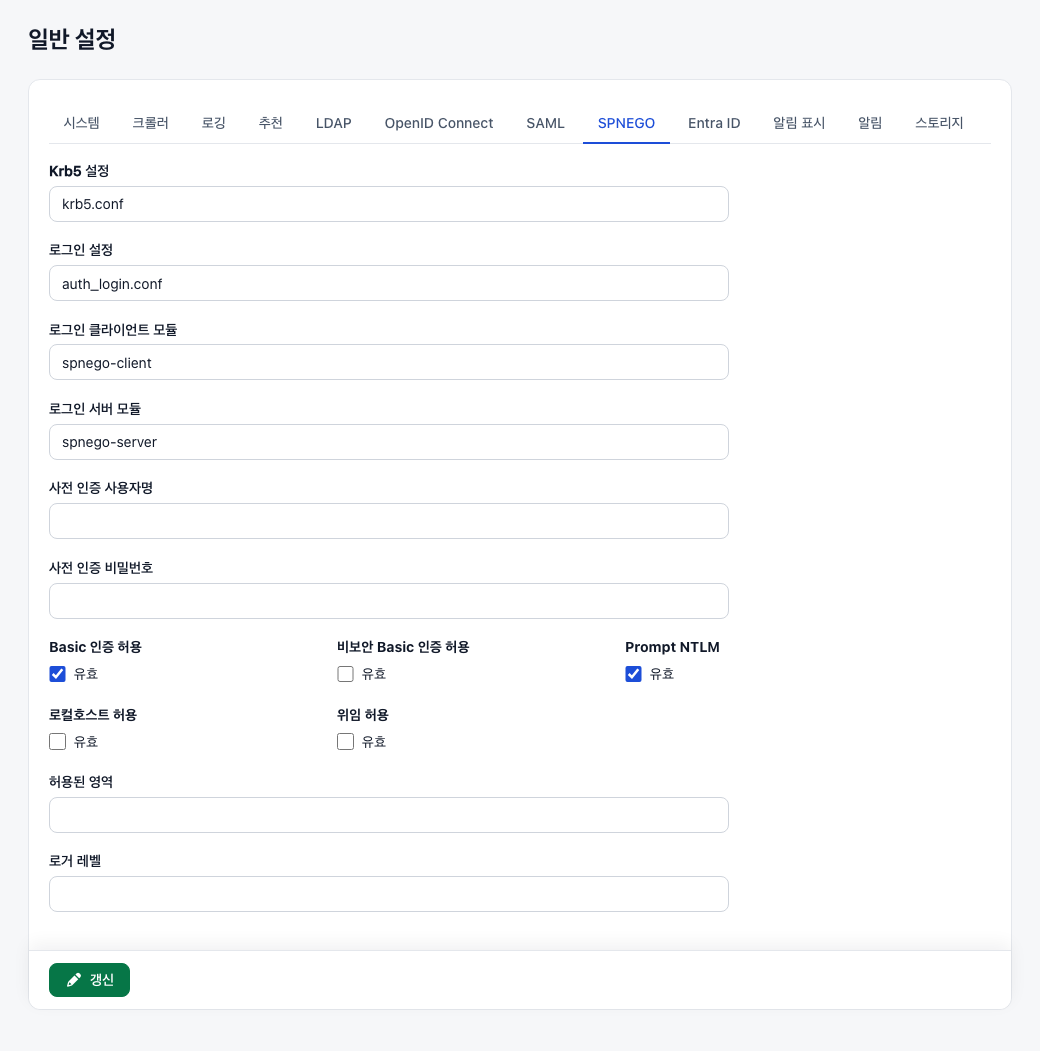 일반 설정
시스템 크롤러 로깅 추천 LDAP OpenID Connect SAML SPNEGO Entra ID 알림 표시 알림 스토리지
Krb5 설정
krb5.conf
로그인 설정
auth_login.conf
로그인 클라이언트 모듈
spnego-client
로그인 서버 모듈
spnego-server
사전 인증 사용자명
사전 인증 비밀번호
Basic 인증 허용 비보안 Basic 인증 허용 Prompt NTLM
유효 유효 유효
로컬호스트 허용 위임 허용
유효 유효
허용된 영역
로거 레벨
갱신